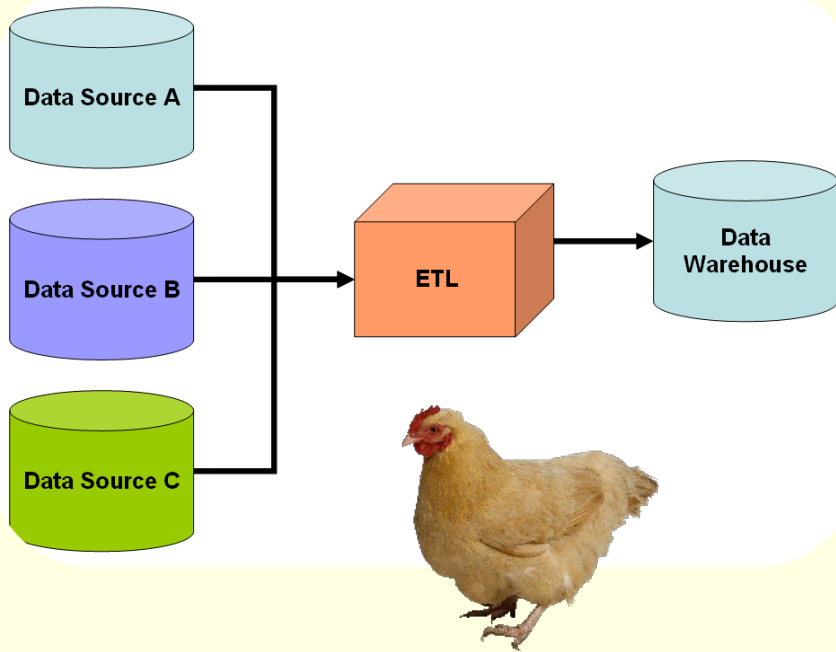 Data Source A
Data Source B
Data Source C
ETL
Data
Warehouse